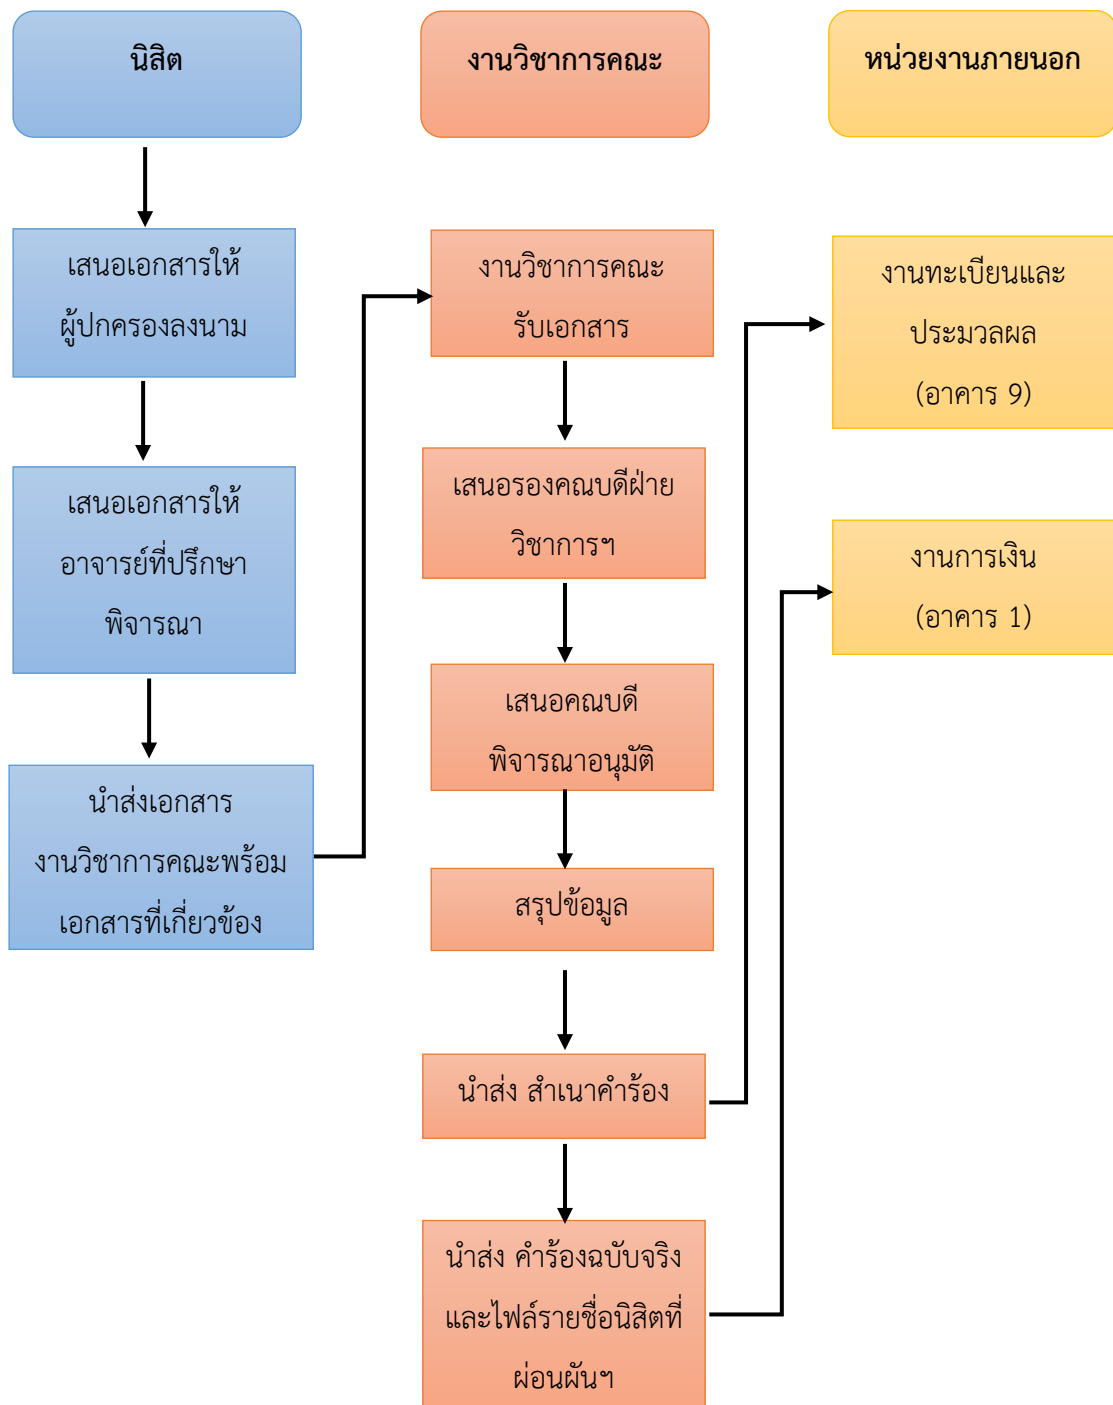 นิสิต
เสนอเอกสารให้
ผู้ปกครองลงนาม
เสนอเอกสารให้
อาจารย์ที่ปรึกษา
พิจารณา
นำส่งเอกสาร
งานวิชาการคณะพร้อม
เอกสารที่เกี่ยวข้อง
งานวิชาการคณะ
งานวิชาการคณะ
รับเอกสาร
เสนอรองคณบดีฝ่าย
วิชาการฯ
เสนอคณบดี
พิจารณาอนุมัติ
สรุปข้อมูล
นำส่ง สำเนาคำร้อง
นำส่ง คำร้องฉบับจริง
และไฟล์รายชื่อนิสิตที่
ผ่อนผันฯ
หน่วยงานภายนอก
งานทะเบียนและ
ประมวลผล
(อาคาร 9)
งานการเงิน
(อาคาร 1)